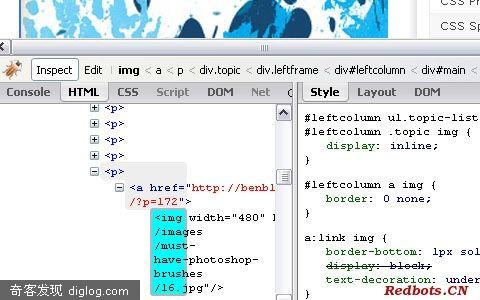 CSS Pr
CSS Sp
Inspect Edit img < a < p < div.topic < div.leftframe < div#leftcolumn < div#main <
Console HTML CSS Script DOM Net
Style Layout DOM
<p>
<p>
<p>
<p>
<p>
<a href="http://benbl
/?p=172">
<img width="480"
/images
/must-
have-photoshop-
brushes
/16.jpg"/>
#leftcolumn ul.topic-list
#leftcolumn .topic img {
display: inline;
}
#leftcolumn a img {
border: 0 none;
}
a:link img {
border-bottom: 1px sol
display: block;
text-decoration: under
}
奇客发现 diglog.com
Redbots.CN